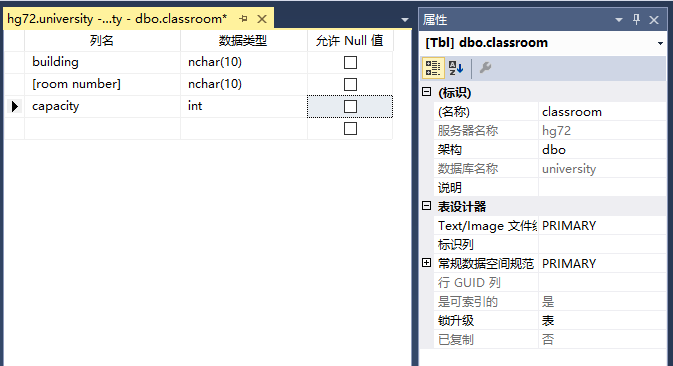 hg72.university -...ty - dbo.classroom*
列名 数据类型 允许 Null 值
building nchar(10)
[room number] nchar(10)
capacity int
属性
[Tbl] dbo.classroom
(标识)
(名称) classroom
服务器名称 hg72
架构 dbo
数据库名称 university
说明
表设计器
Text/Image 文件组 PRIMARY
标识列
常规数据空间规范 PRIMARY
行 GUID 列
是可索引的 是
锁升级 表
已复制 否